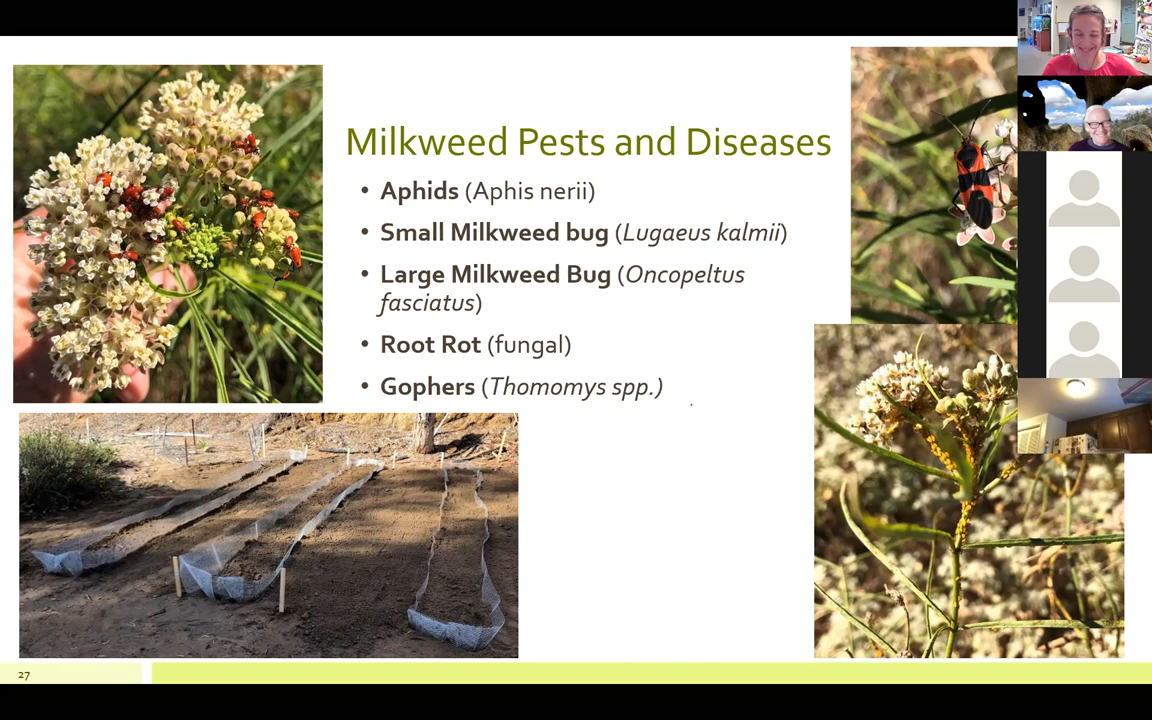 Milkweed Pests and Diseases
• Aphids (Aphis nerii)
• Small Milkweed bug (Lugaeus kalmii)
• Large Milkweed Bug (Oncopeltus
fasciatus)
• Root Rot (fungal)
• Gophers (Thomomys spp.)
27